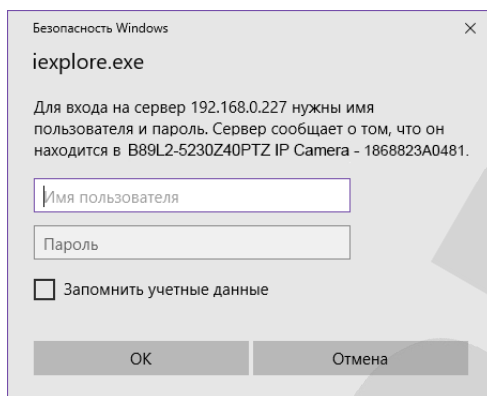 Безопасность Windows
iexplore.exe
Для входа на сервер 192.168.0.227 нужны имя
пользователя и пароль. Сервер сообщает о том, что он
находится в B89L2-5230Z40PTZ IP Camera - 1868823A0481.
Имя пользователя
Пароль
Запомнить учетные данные
ОК
Отмена